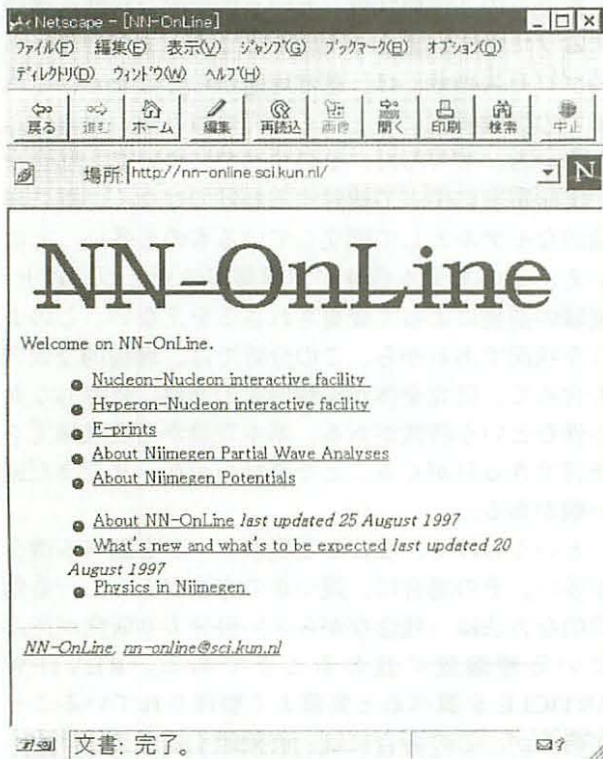 Netscape - [NN-OnLine]
ファイル(F) 編集(E) 表示(V) ジャンプ(G) ブックマーク(B) オプション(O)
ディレクトリ(D) ウィンドウ(W) ヘルプ(H)
戻る 進む ホーム 編集 再読込 画像 開く 印刷 検索 中止
場所: http://nn-online.sci.kun.nl/ N
NN-OnLine
Welcome on NN-OnLine.
Nucleon-Nucleon interactive facility
Hyperon-Nucleon interactive facility
E-prints
About Nijmegen Partial Wave Analyses
About Nijmegen Potentials
About NN-OnLine last updated 25 August 1997
What's new and what's to be expected last updated 20
August 1997
Physics in Nijmegen.
NN-OnLine, nn-online@sci.kun.nl
文書: 完了。